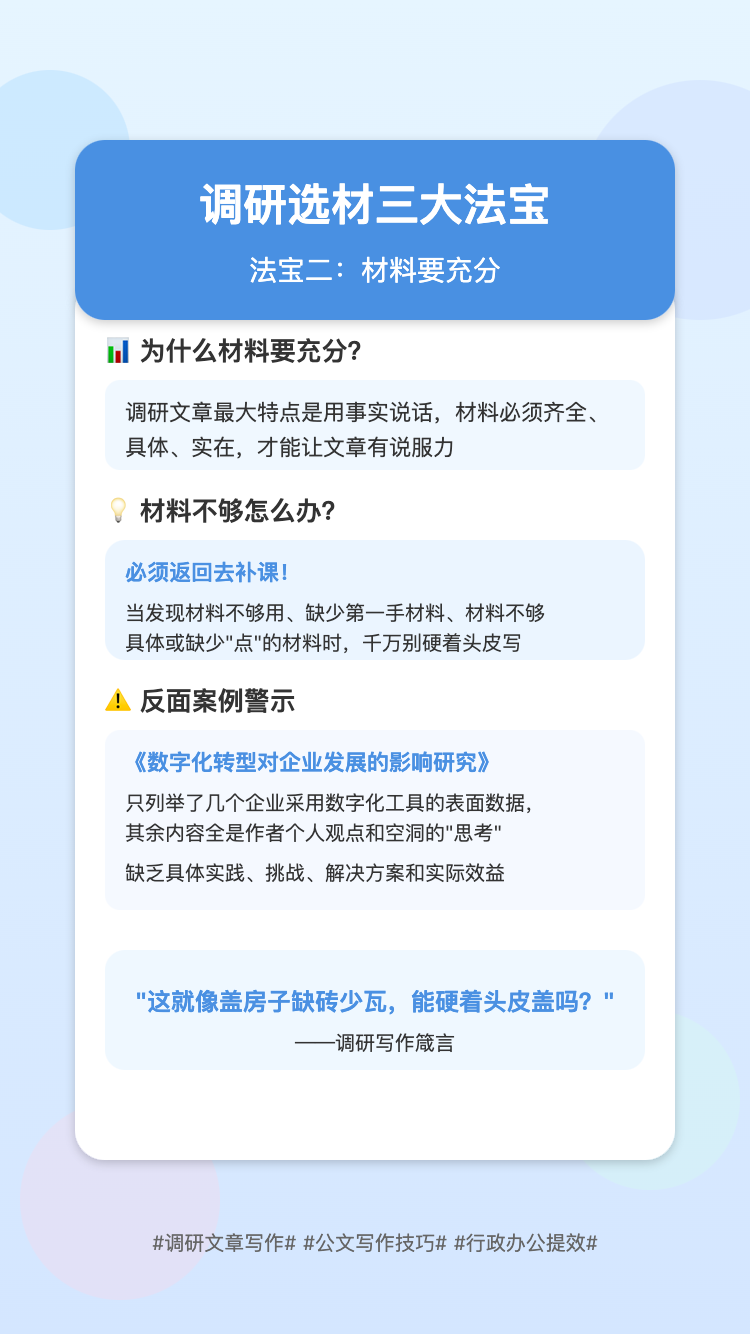 调研选材三大法宝
法宝二：材料要充分
📊 为什么材料要充分?
调研文章最大特点是用事实说话，材料必须齐全、
具体、实在，才能让文章有说服力
💡 材料不够怎么办?
必须返回去补课!
当发现材料不够用、缺少第一手材料、材料不够
具体或缺少"点"的材料时，千万别硬着头皮写
⚠️ 反面案例警示
《数字化转型对企业发展的影响研究》
只列举了几个企业采用数字化工具的表面数据，
其余内容全是作者个人观点和空洞的"思考"
缺乏具体实践、挑战、解决方案和实际效益
"这就像盖房子缺砖少瓦，能硬着头皮盖吗？"
——调研写作箴言
#调研文章写作# #公文写作技巧# #行政办公提效#